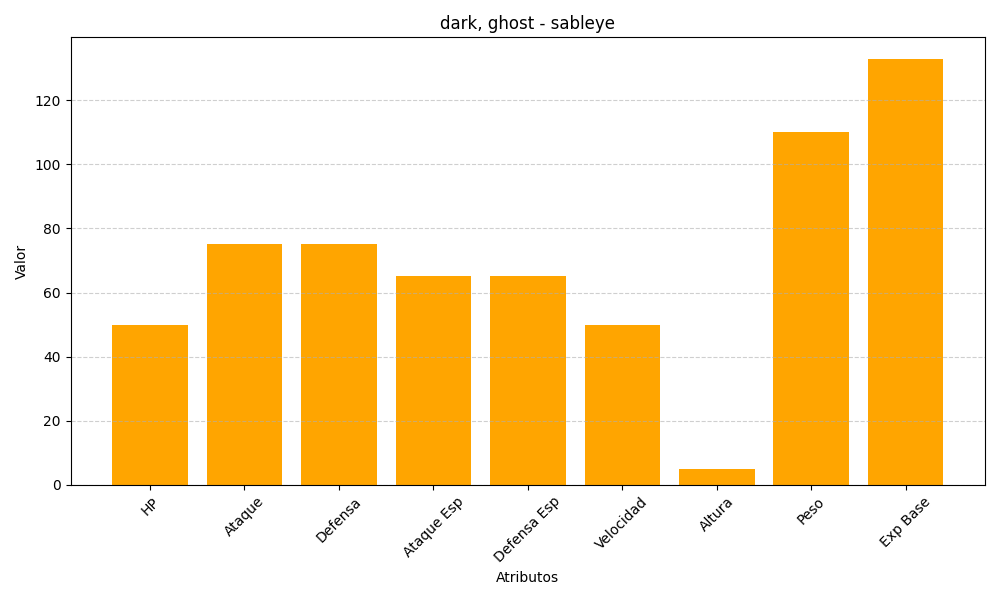 dark, ghost - sableye
Valor
120
100
80
60
40
20
0
HP
Ataque
Defensa
Ataque Esp
Defensa Esp
Velocidad
Altura
Peso
Exp Base
Atributos